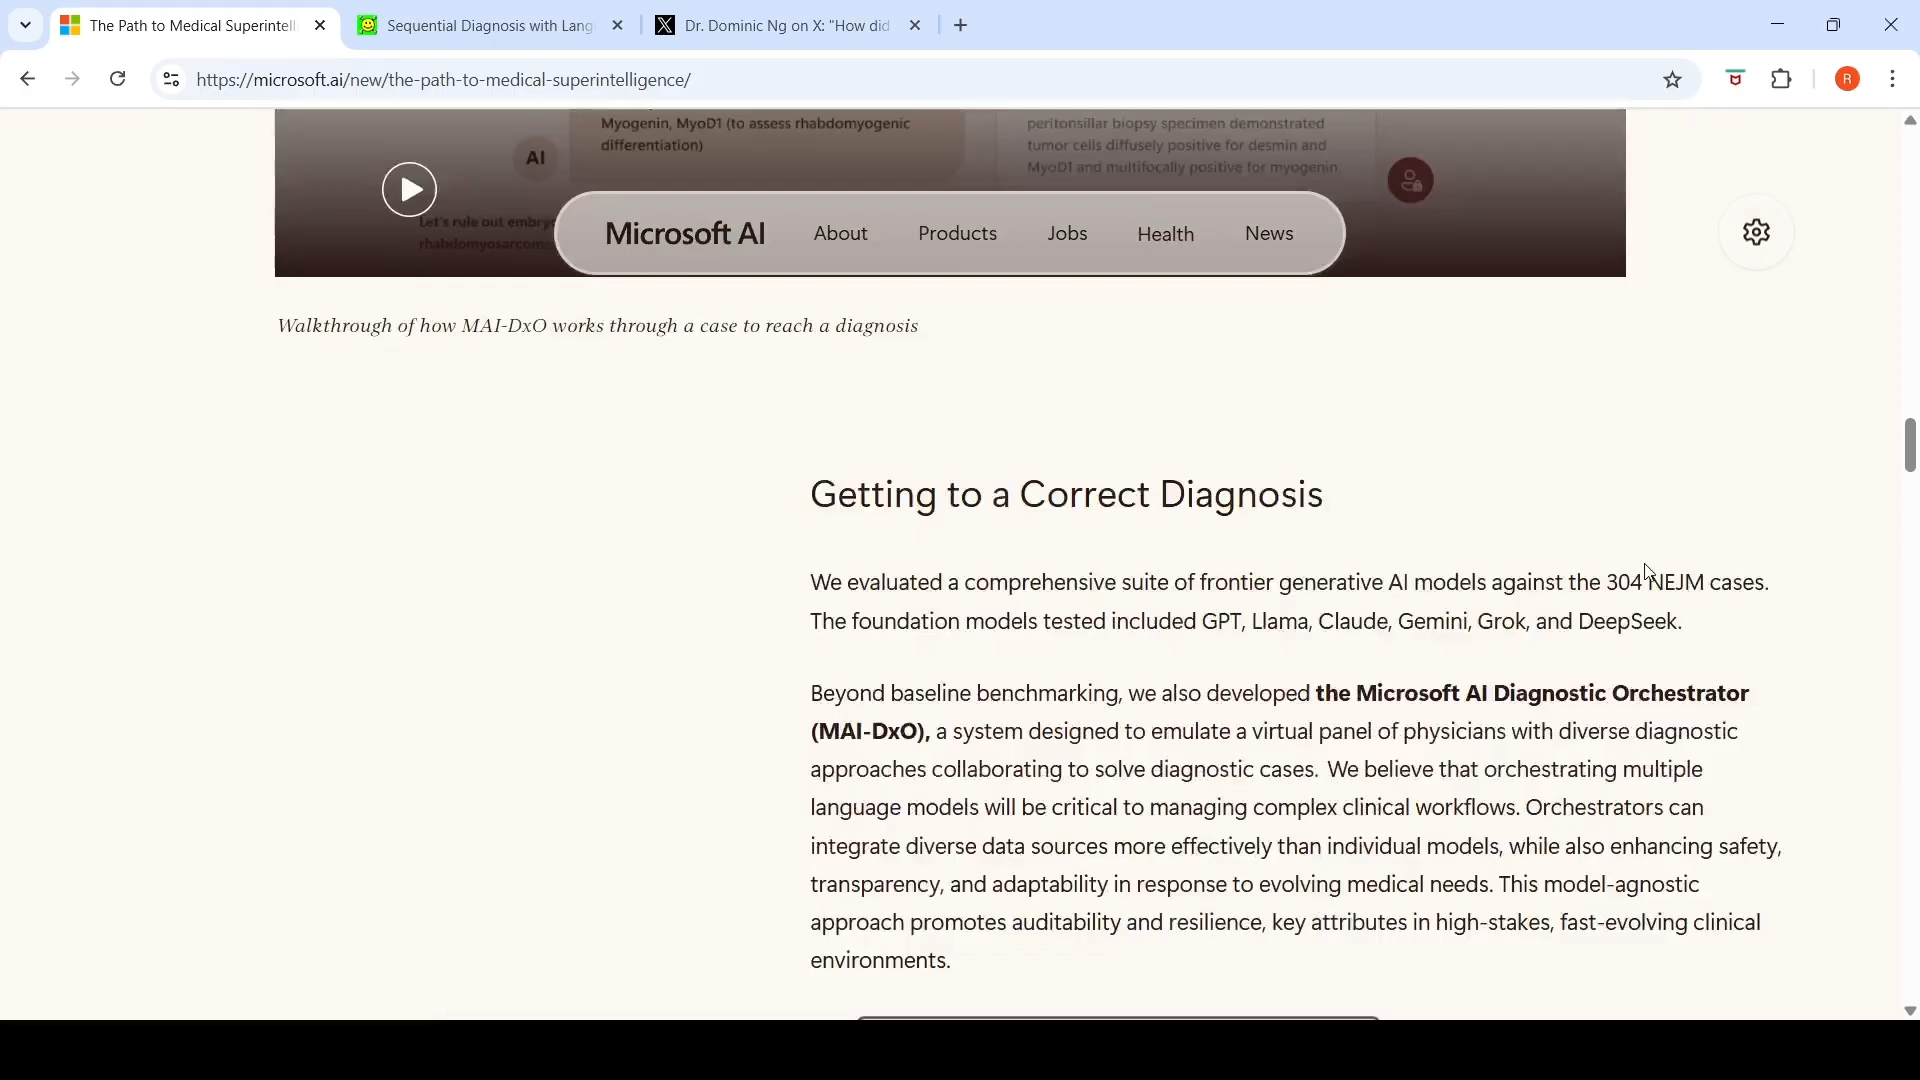 The Path to Medical Superintell
Sequential Diagnosis with Lang
Dr. Dominic Ng on X: "How did
https://microsoft.ai/new/the-path-to-medical-superintelligence/
R
Myogenin, MyoD1 (to assess rhabdomyogenic
differentiation)
AI
peritonsillar biopsy specimen demonstrated
tumor cells diffusely positive for desmin and
MyoD1 and multifocally positive for myogenin.
Let's rule out embry
rhabdomyosarcom
Microsoft AI
About
Products
Jobs
Health
News
Walkthrough of how MAI-DxO works through a case to reach a diagnosis
Getting to a Correct Diagnosis
We evaluated a comprehensive suite of frontier generative AI models against the 304 NEJM cases.
The foundation models tested included GPT, Llama, Claude, Gemini, Grok, and DeepSeek.
Beyond baseline benchmarking, we also developed the Microsoft AI Diagnostic Orchestrator
(MAI-DxO), a system designed to emulate a virtual panel of physicians with diverse diagnostic
approaches collaborating to solve diagnostic cases. We believe that orchestrating multiple
language models will be critical to managing complex clinical workflows. Orchestrators can
integrate diverse data sources more effectively than individual models, while also enhancing safety,
transparency, and adaptability in response to evolving medical needs. This model-agnostic
approach promotes auditability and resilience, key attributes in high-stakes, fast-evolving clinical
environments.